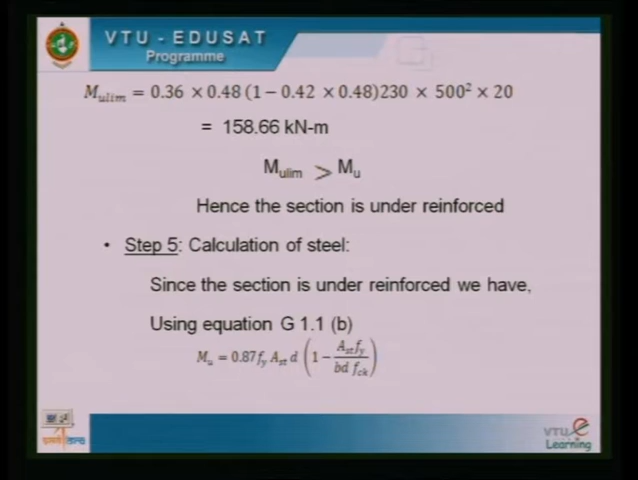 VTU - EDUSAT
Programme
Mulim = 0.36 × 0.48 (1 − 0.42 × 0.48)230 × 500² × 20
= 158.66 kN-m
Mulim > Mu
Hence the section is under reinforced
• Step 5: Calculation of steel:
Since the section is under reinforced we have,
Using equation G 1.1 (b)
Mu = 0.87fy Ast d (1 − Ast fy / bd fck)
VTU e
Learning